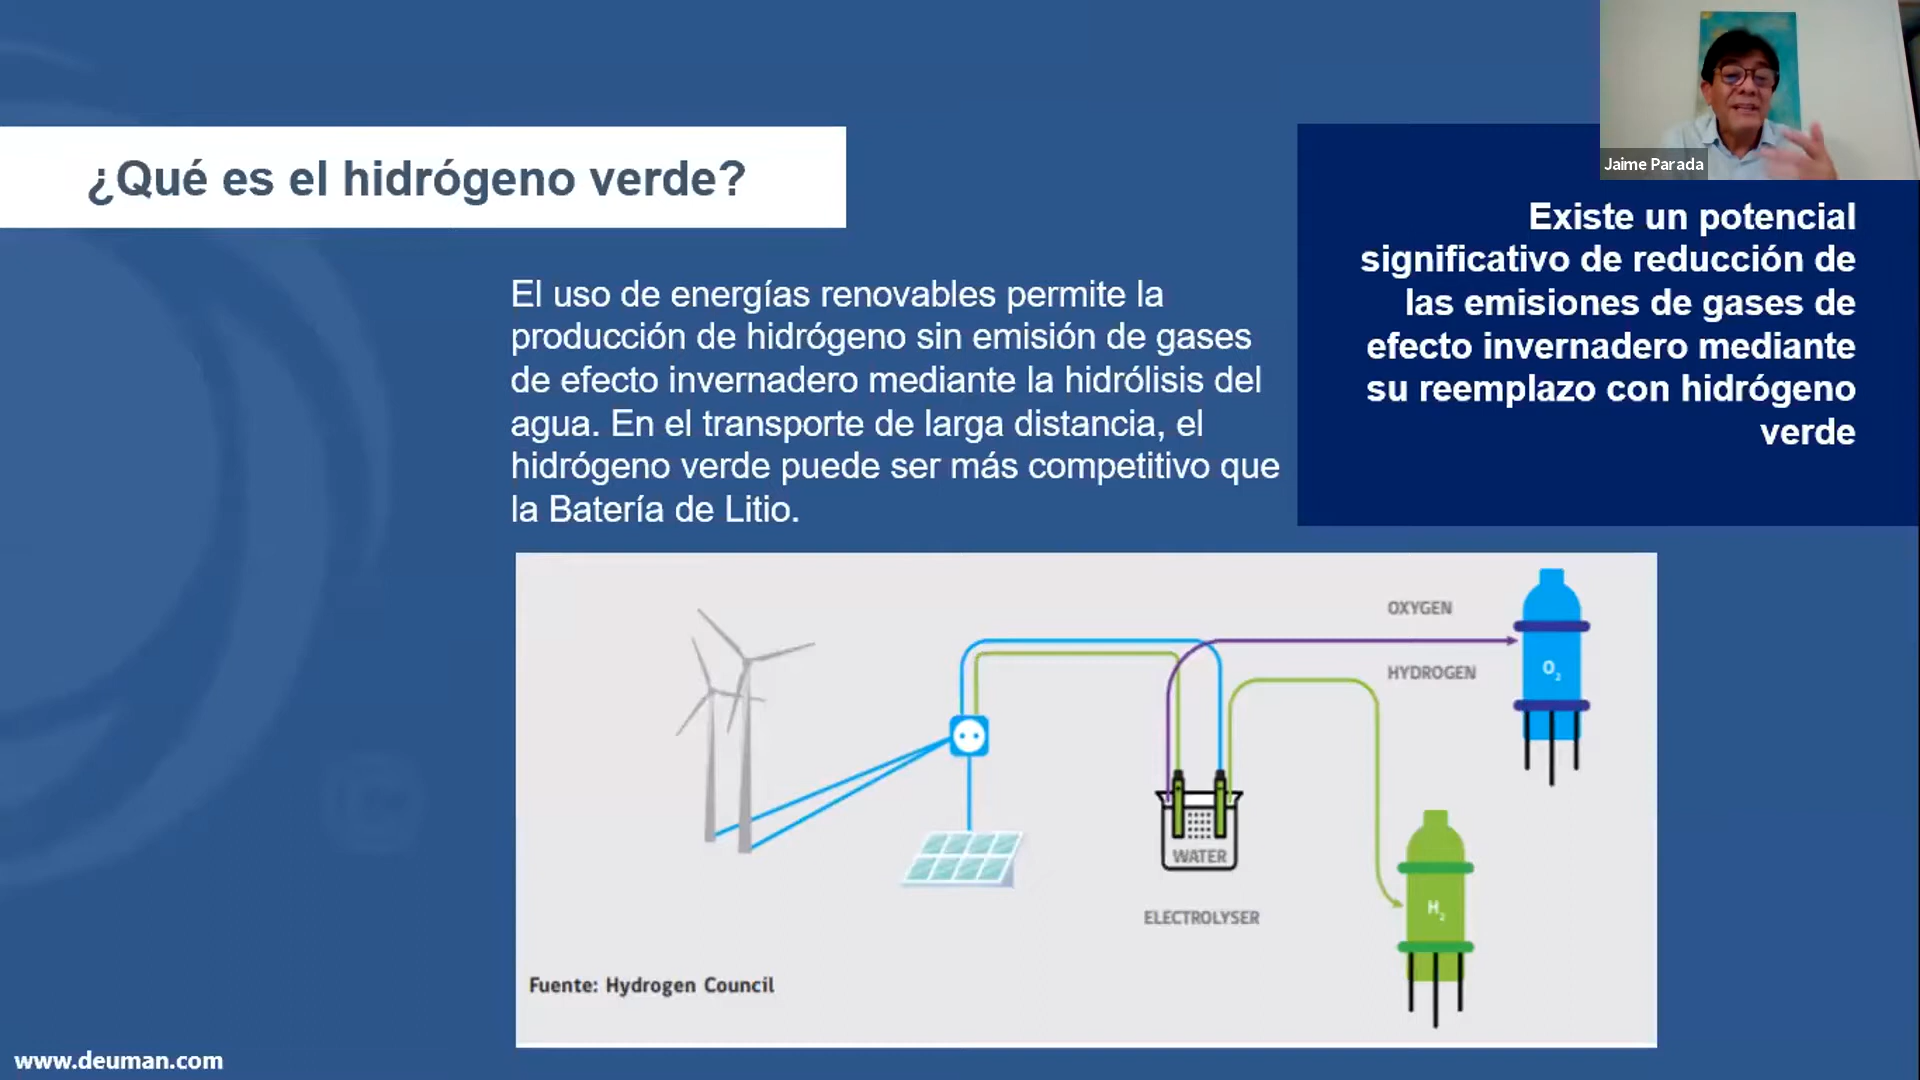 ¿Qué es el hidrógeno verde?
Jaime Parada
Existe un potencial
significativo de reducción de
las emisiones de gases de
efecto invernadero mediante
su reemplazo con hidrógeno
verde
El uso de energías renovables permite la
producción de hidrógeno sin emisión de gases
de efecto invernadero mediante la hidrólisis del
agua. En el transporte de larga distancia, el
hidrógeno verde puede ser más competitivo que
la Batería de Litio.
OXYGEN
HYDROGEN
O₂
WATER
ELECTROLYSER
H₂
Fuente: Hydrogen Council
www.deuman.com